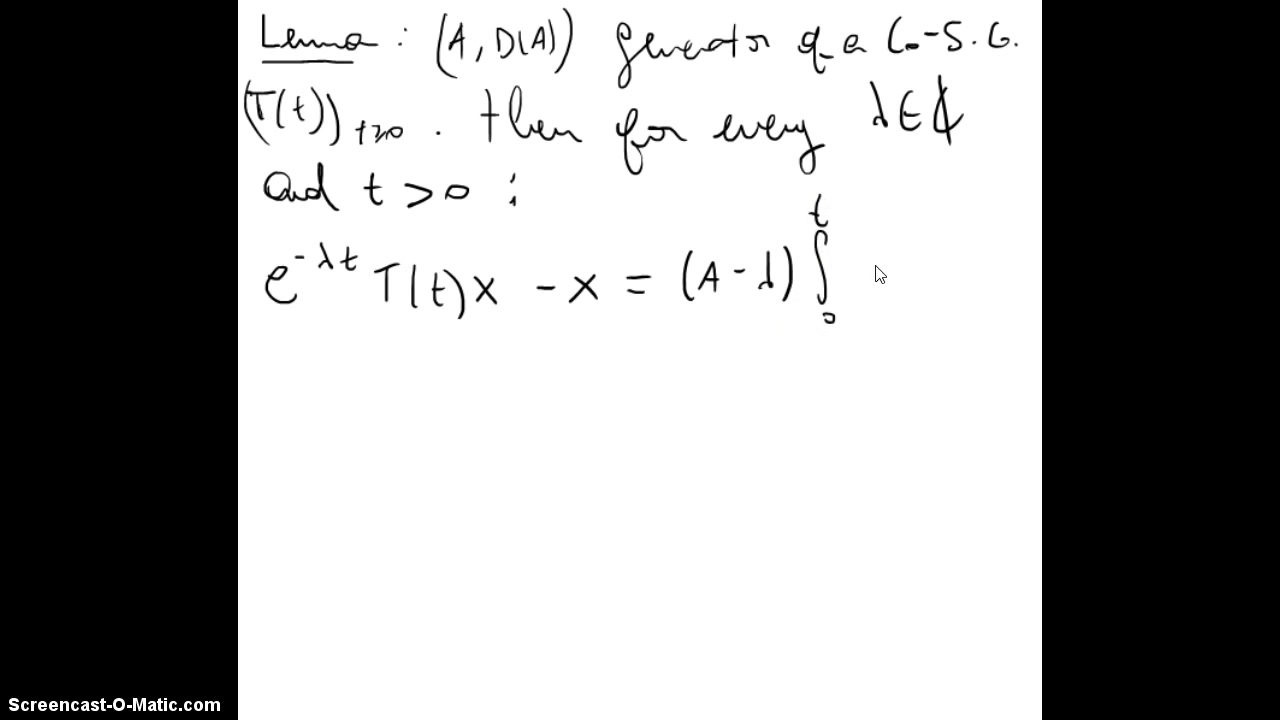 Lemma : (A, D(A)) generator of a C₀-S.G.
(T(t))ₜ≥₀ . then for every λ∈ℂ
and t > 0 :
e^{-λt} T(t)x - x = (A-λ) ∫₀ᵗ
Screencast-O-Matic.com